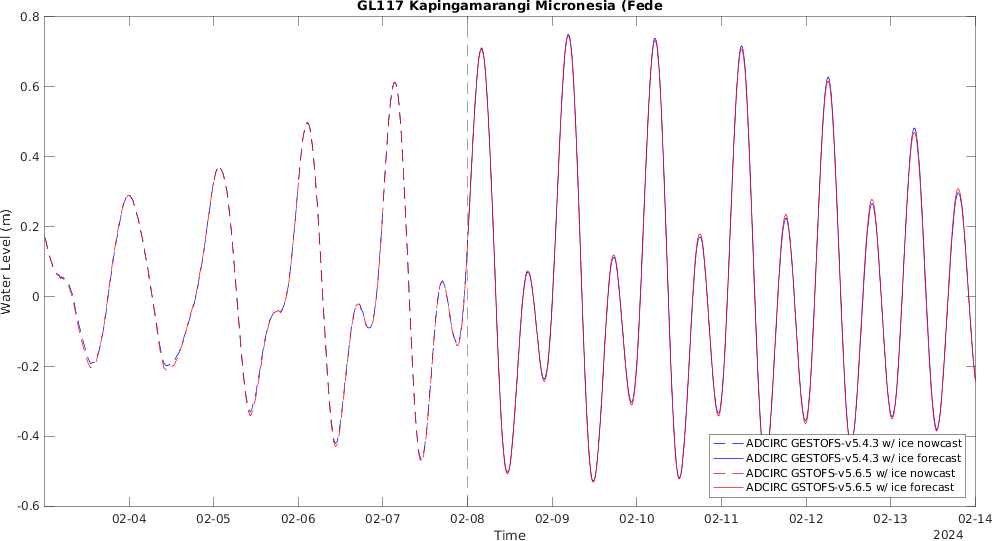 GL117 Kapingamarangi Micronesia (Fede
0.8
0.6
0.4
0.2
0
-0.2
-0.4
-0.6
Water Level (m)
ADCIRC GESTOFS-v5.4.3 w/ ice nowcast
ADCIRC GESTOFS-v5.4.3 w/ ice forecast
ADCIRC GSTOFS-v5.6.5 w/ ice nowcast
ADCIRC GSTOFS-v5.6.5 w/ ice forecast
02-04 02-05 02-06 02-07 02-08 02-09 02-10 02-11 02-12 02-13 02-14
Time
2024